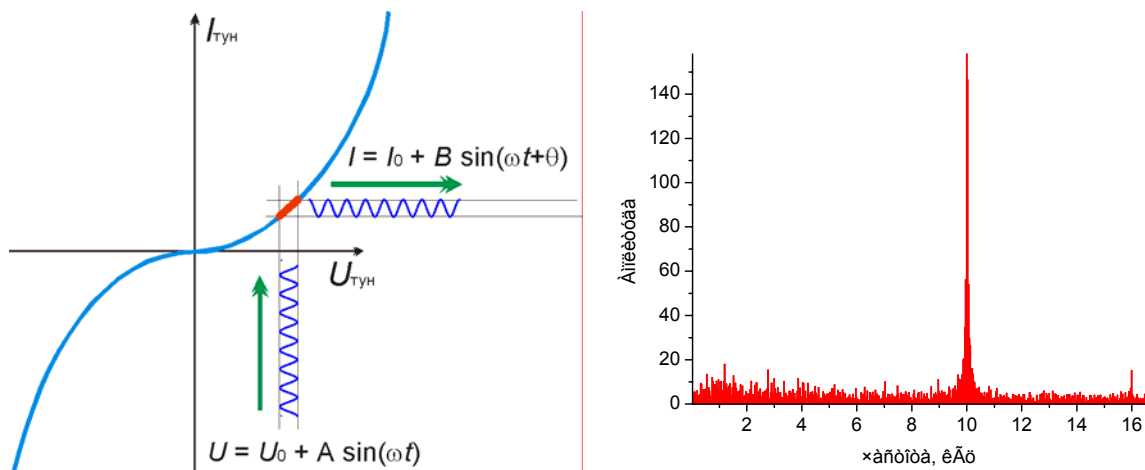 Iтун
I = I₀ + B sin(ωt+θ)
Uтун
U = U₀ + A sin(ωt)
140
120
100
80
60
40
20
0
2 4 6 8 10 12 14 16
Àìïëèòóäà
×àñòîòà, êÃö